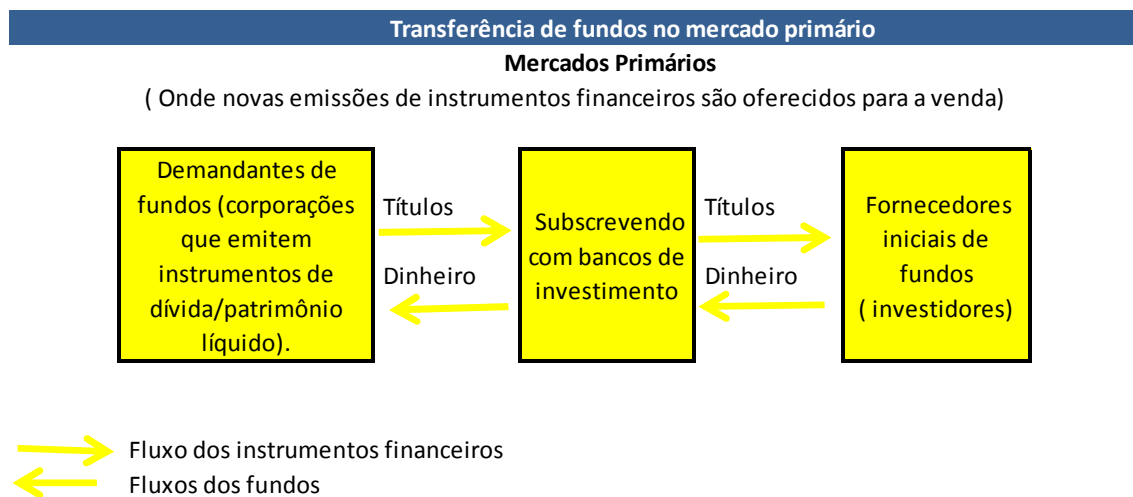 Transferência de fundos no mercado primário
Mercados Primários
( Onde novas emissões de instrumentos financeiros são oferecidos para a venda)
Demandantes de
fundos (corporações
que emitem
instrumentos de
dívida/patrimônio
líquido).
Títulos
Dinheiro
Subscrevendo
com bancos de
investimento
Títulos
Dinheiro
Fornecedores
iniciais de
fundos
( investidores)
Fluxo dos instrumentos financeiros
Fluxos dos fundos